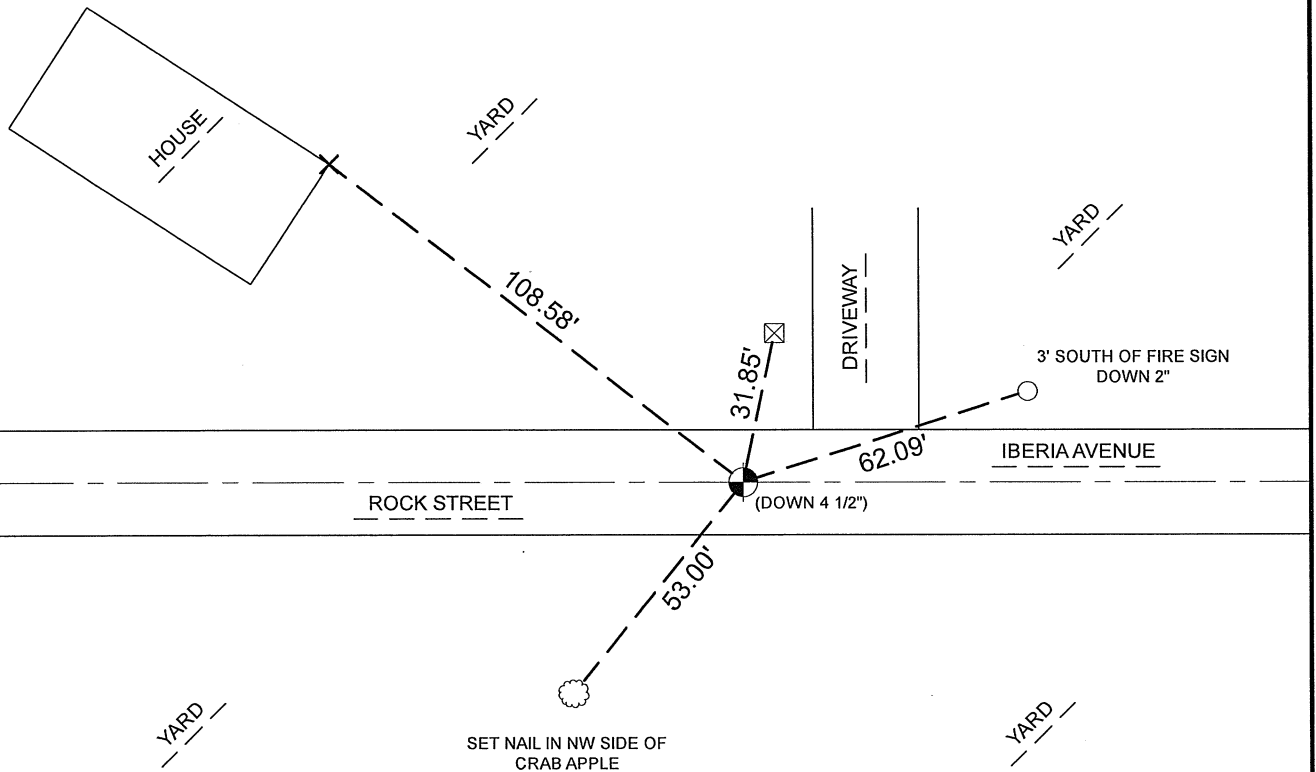 HOUSE
YARD
YARD
108.58'
DRIVEWAY
31.85'
3' SOUTH OF FIRE SIGN
DOWN 2"
62.09'
IBERIA AVENUE
ROCK STREET
(DOWN 4 1/2")
53.00'
YARD
SET NAIL IN NW SIDE OF
CRAB APPLE
YARD